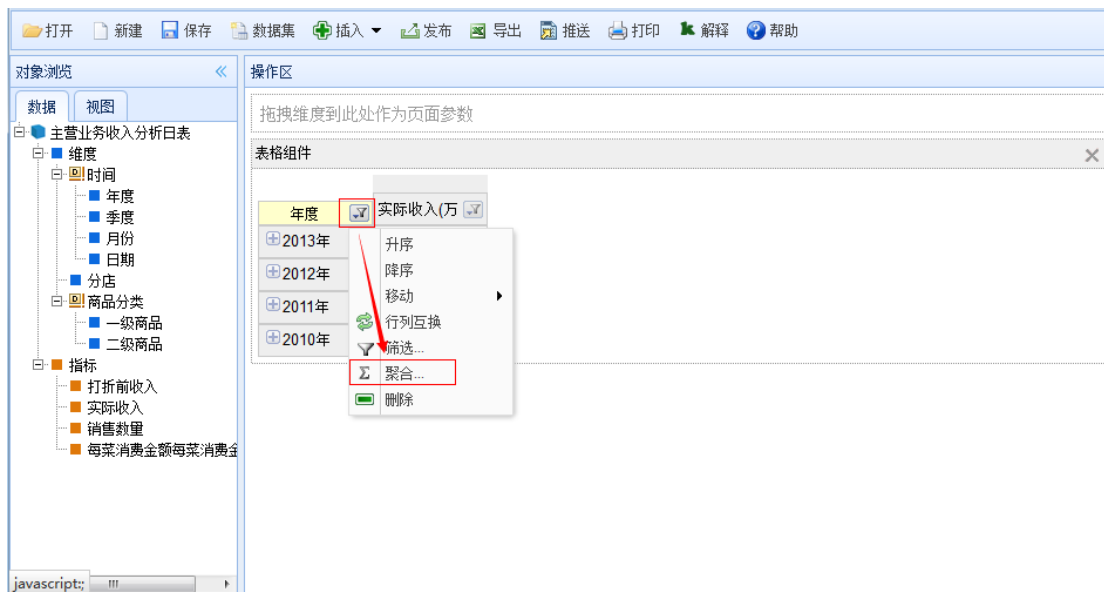 打开 新建 保存 数据集 插入 发布 导出 推送 打印 解释 帮助
对象浏览
数据 视图
主营业务收入分析日表
维度
时间
年度
季度
月份
日期
分店
商品分类
一级商品
二级商品
指标
打折前收入
实际收入
销售数量
每菜消费金额每菜消费金
javascript:;
操作区
拖拽维度到此处作为页面参数
表格组件
年度 实际收入(万
2013年
2012年
2011年
2010年
升序
降序
移动
行列互换
筛选...
聚合...
删除